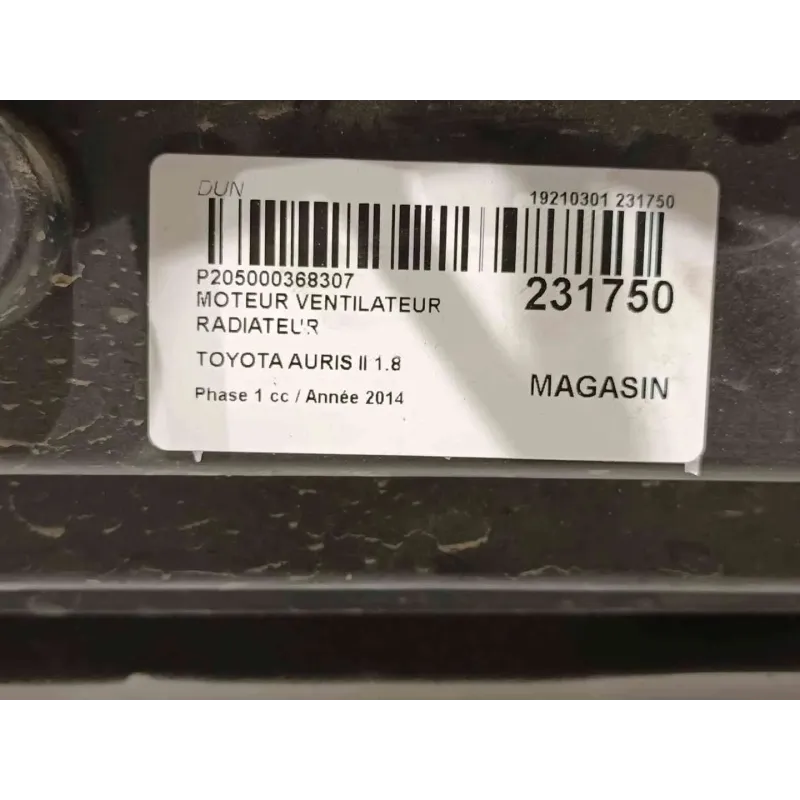 DUN
19210301 231750
P205000368307
231750
MOTEUR VENTILATEUR
RADIATEUR
TOYOTA AURIS II 1.8
MAGASIN
Phase 1 cc / Année 2014